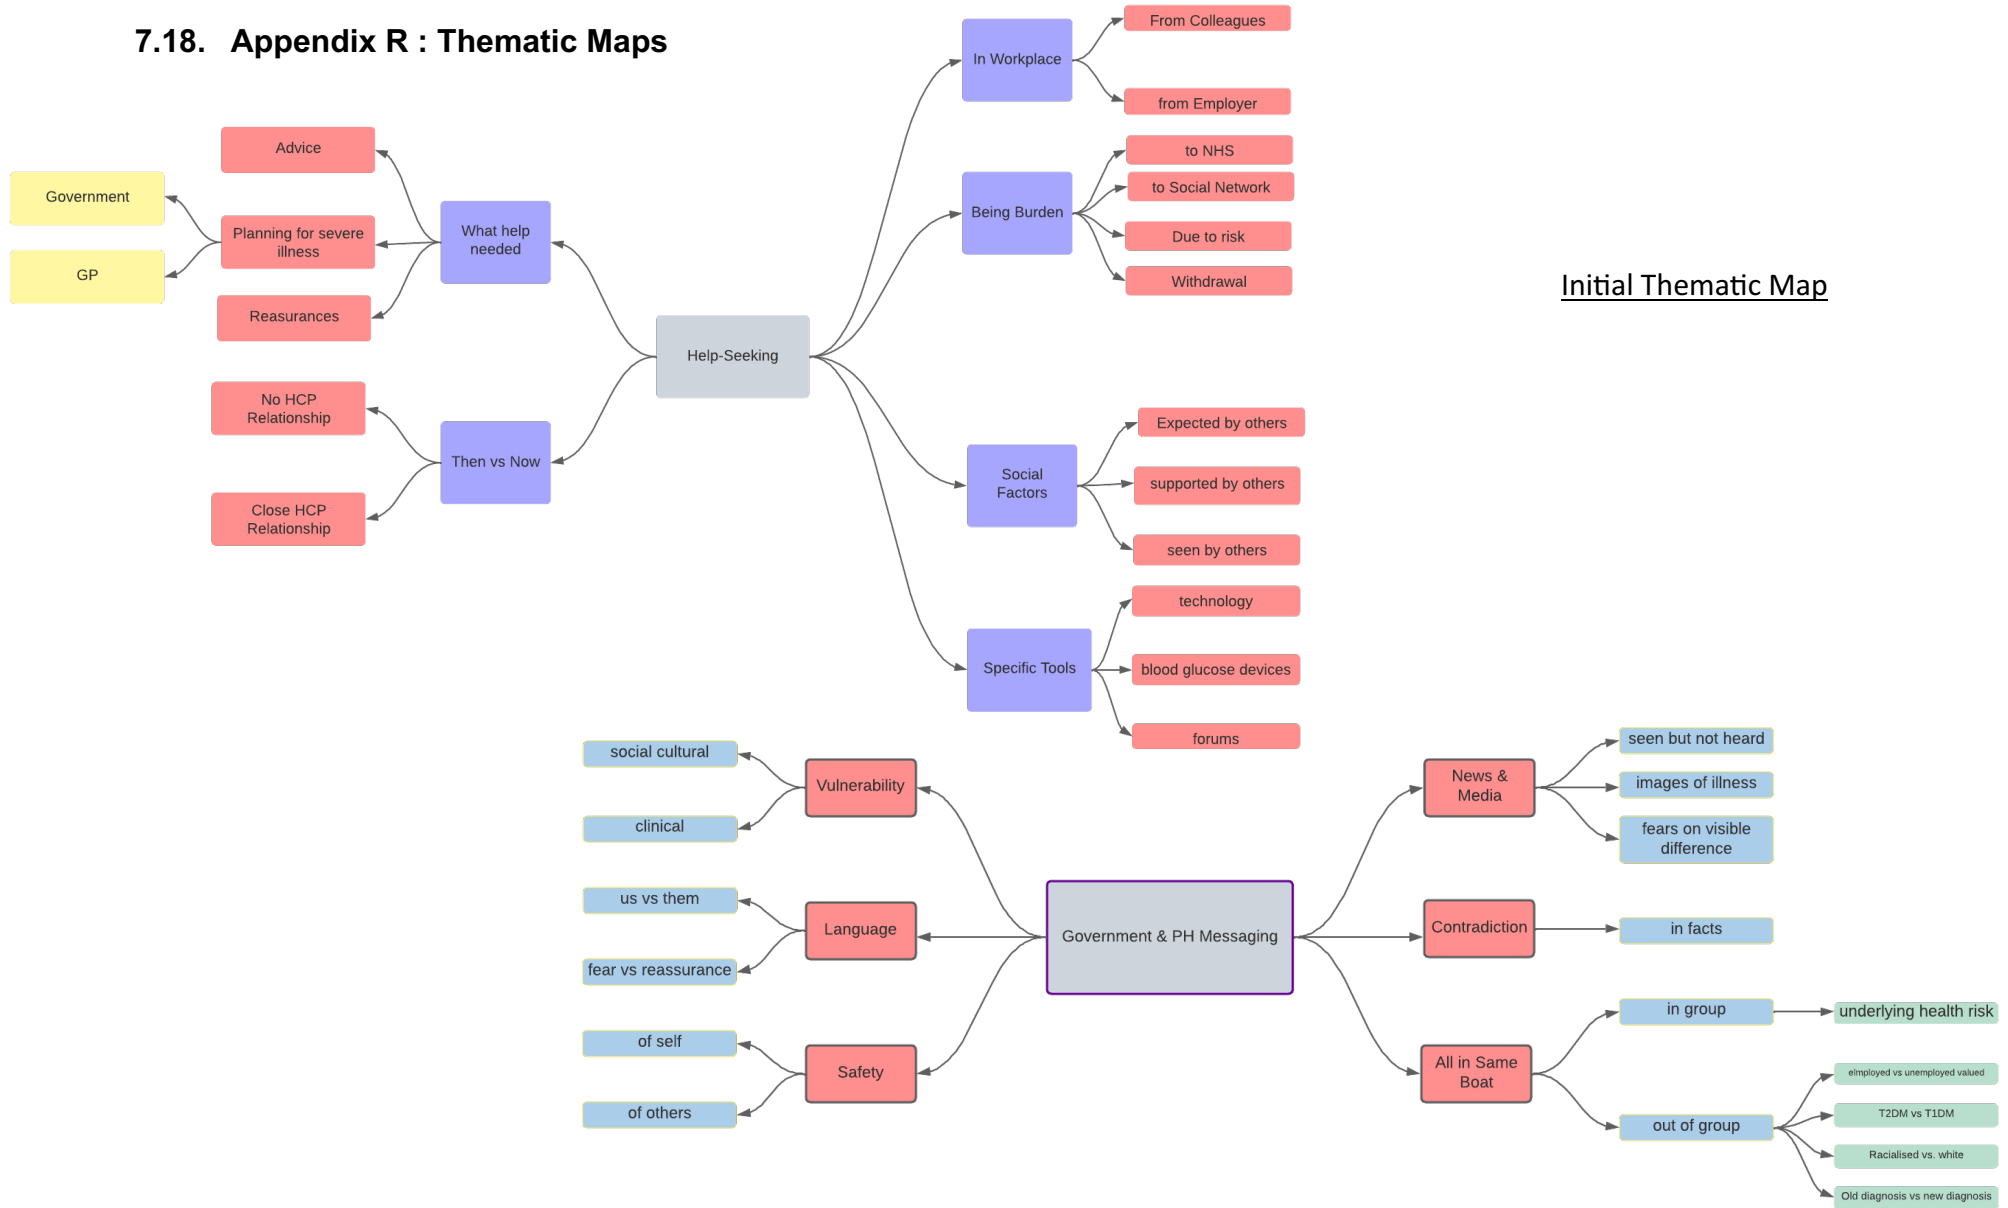 7.18. Appendix R : Thematic Maps
Initial Thematic Map
Help-Seeking
What help
needed
Advice
Planning for severe
illness
Government
GP
Reasurances
Then vs Now
No HCP
Relationship
Close HCP
Relationship
In Workplace
From Colleagues
from Employer
Being Burden
to NHS
to Social Network
Due to risk
Withdrawal
Social
Factors
Expected by others
supported by others
seen by others
Specific Tools
technology
blood glucose devices
forums
Government & PH Messaging
Vulnerability
social cultural
clinical
Language
us vs them
fear vs reassurance
Safety
of self
of others
News &
Media
seen but not heard
images of illness
fears on visible
difference
Contradiction
in facts
All in Same
Boat
in group
underlying health risk
out of group
elmployed vs unemployed valued
T2DM vs T1DM
Racialised vs. white
Old diagnosis vs new diagnosis